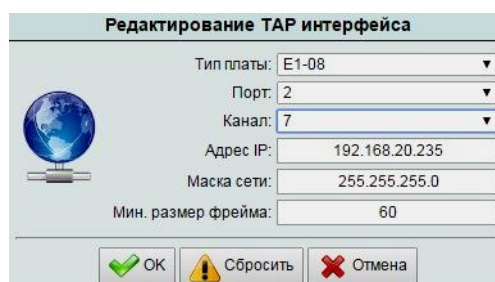 Редактирование TAP интерфейса
Тип платы: E1-08
Порт: 2
Канал: 7
Адрес IP: 192.168.20.235
Маска сети: 255.255.255.0
Мин. размер фрейма: 60
OK Сбросить Отмена